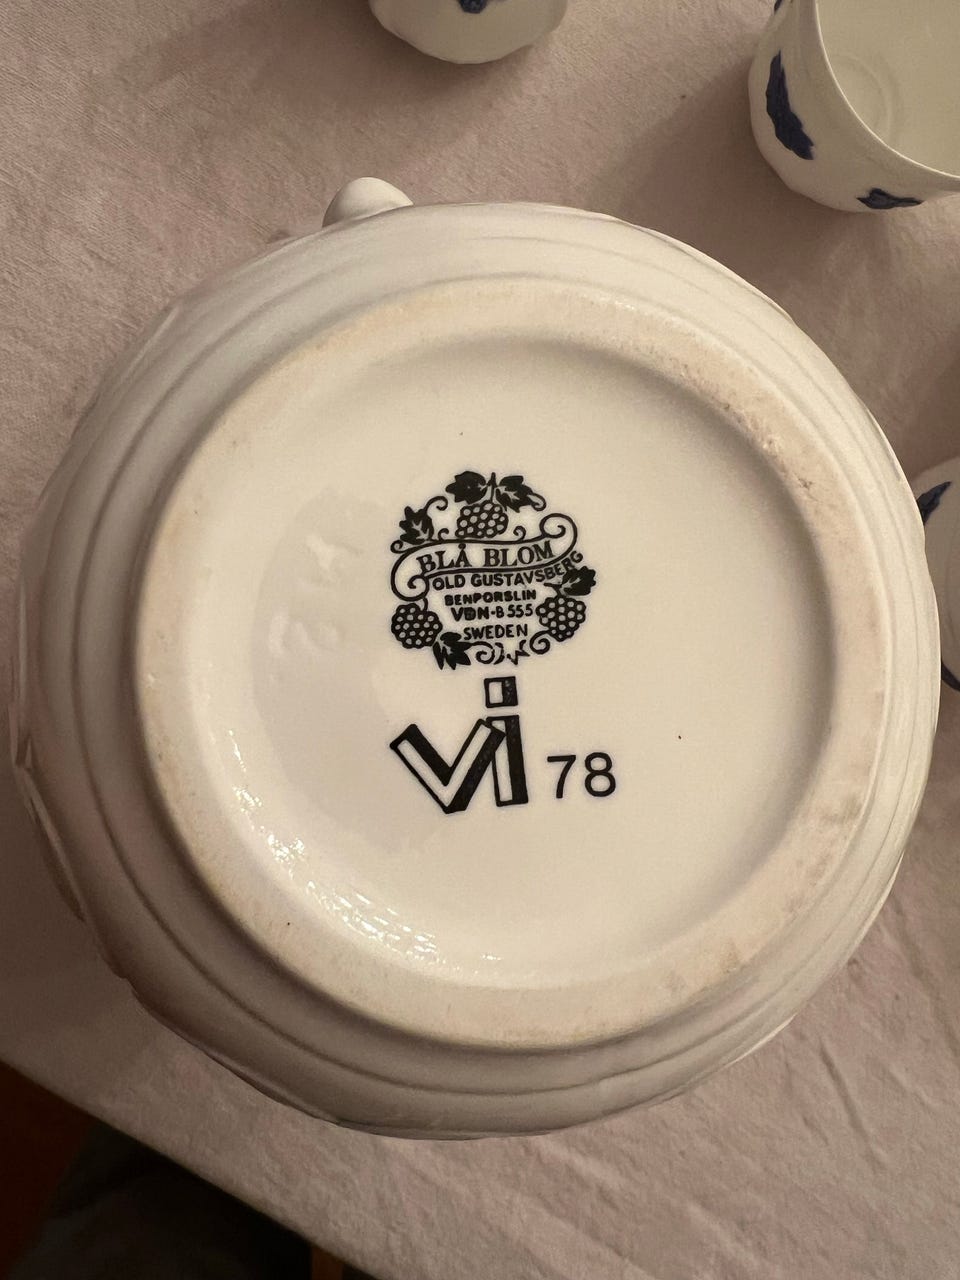 BLÅ BLOM
OLD GUSTAVSBERG
BENPORSLIN
VDN-B 555
SWEDEN
vi 78